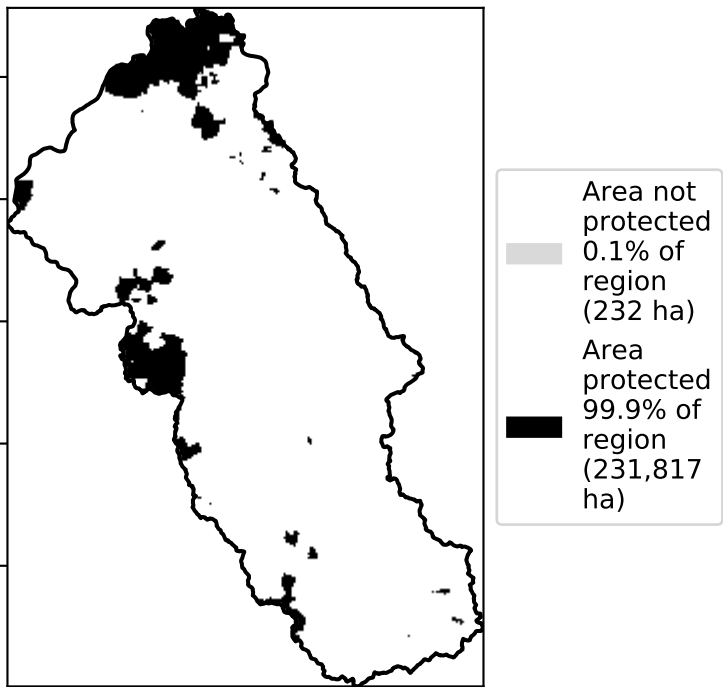 Area not
protected
0.1% of
region
(232 ha)
Area
protected
99.9% of
region
(231,817
ha)